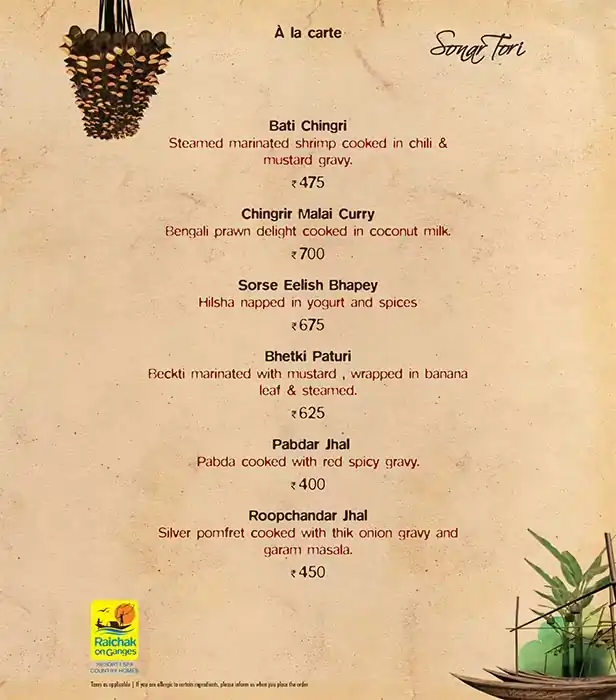 À la carte
Sonar Tori
Bati Chingri
Steamed marinated shrimp cooked in chili &
mustard gravy.
₹ 475
Chingrir Malai Curry
Bengali prawn delight cooked in coconut milk.
₹ 700
Sorse Eelish Bhapey
Hilsha napped in yogurt and spices
₹ 675
Bhetki Paturi
Beckti marinated with mustard , wrapped in banana
leaf & steamed.
₹ 625
Pabdar Jhal
Pabda cooked with red spicy gravy.
₹ 400
Roopchandar Jhal
Silver pomfret cooked with thik onion gravy and
garam masala.
₹ 450
Raichak
on Ganges
RESORT | SPA
COUNTRY HOMES
Taxes as applicable | If you are allergic to certain ingredients, please inform us when you place the order